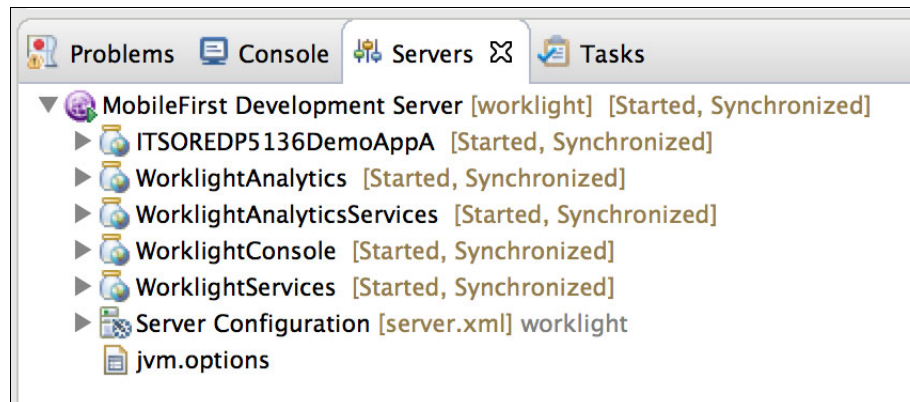 Problems Console Servers Tasks
MobileFirst Development Server [worklight] [Started, Synchronized]
ITSOREDP5136DemoAppA [Started, Synchronized]
WorklightAnalytics [Started, Synchronized]
WorklightAnalyticsServices [Started, Synchronized]
WorklightConsole [Started, Synchronized]
WorklightServices [Started, Synchronized]
Server Configuration [server.xml] worklight
jvm.options